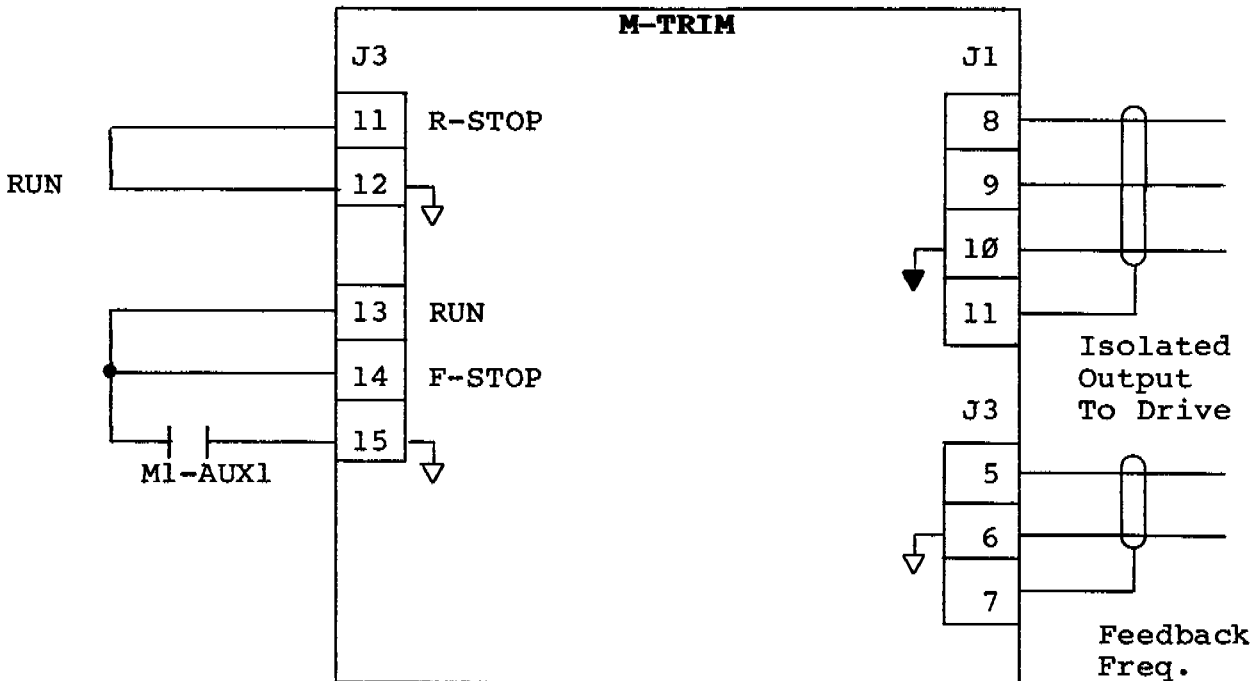 M-TRIM
J3
11 R-STOP
RUN
12
13 RUN
14 F-STOP
15
M1-AUX1
J1
8
9
1Ø
11
Isolated
Output
To Drive
J3
5
6
7
Feedback
Freq.